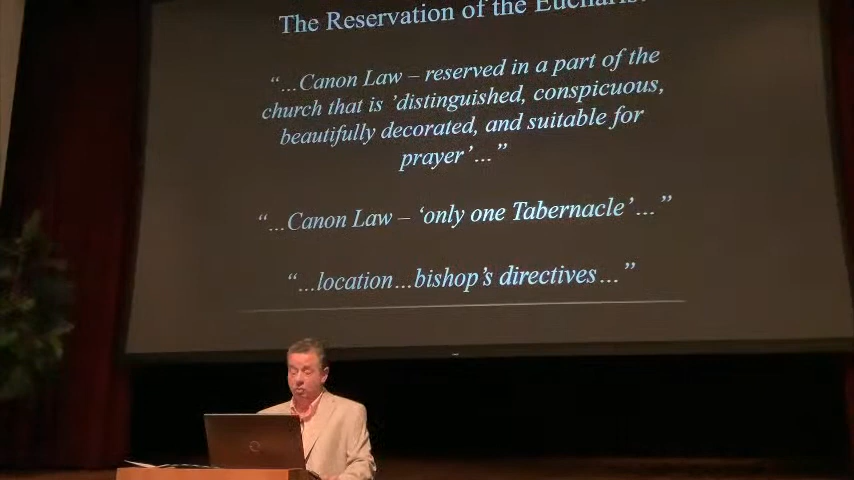 The Reservation of the Eucharist
“…Canon Law – reserved in a part of the
church that is ’distinguished, conspicuous,
beautifully decorated, and suitable for
prayer’…”
“…Canon Law – ‘only one Tabernacle’…”
“…location…bishop’s directives…”